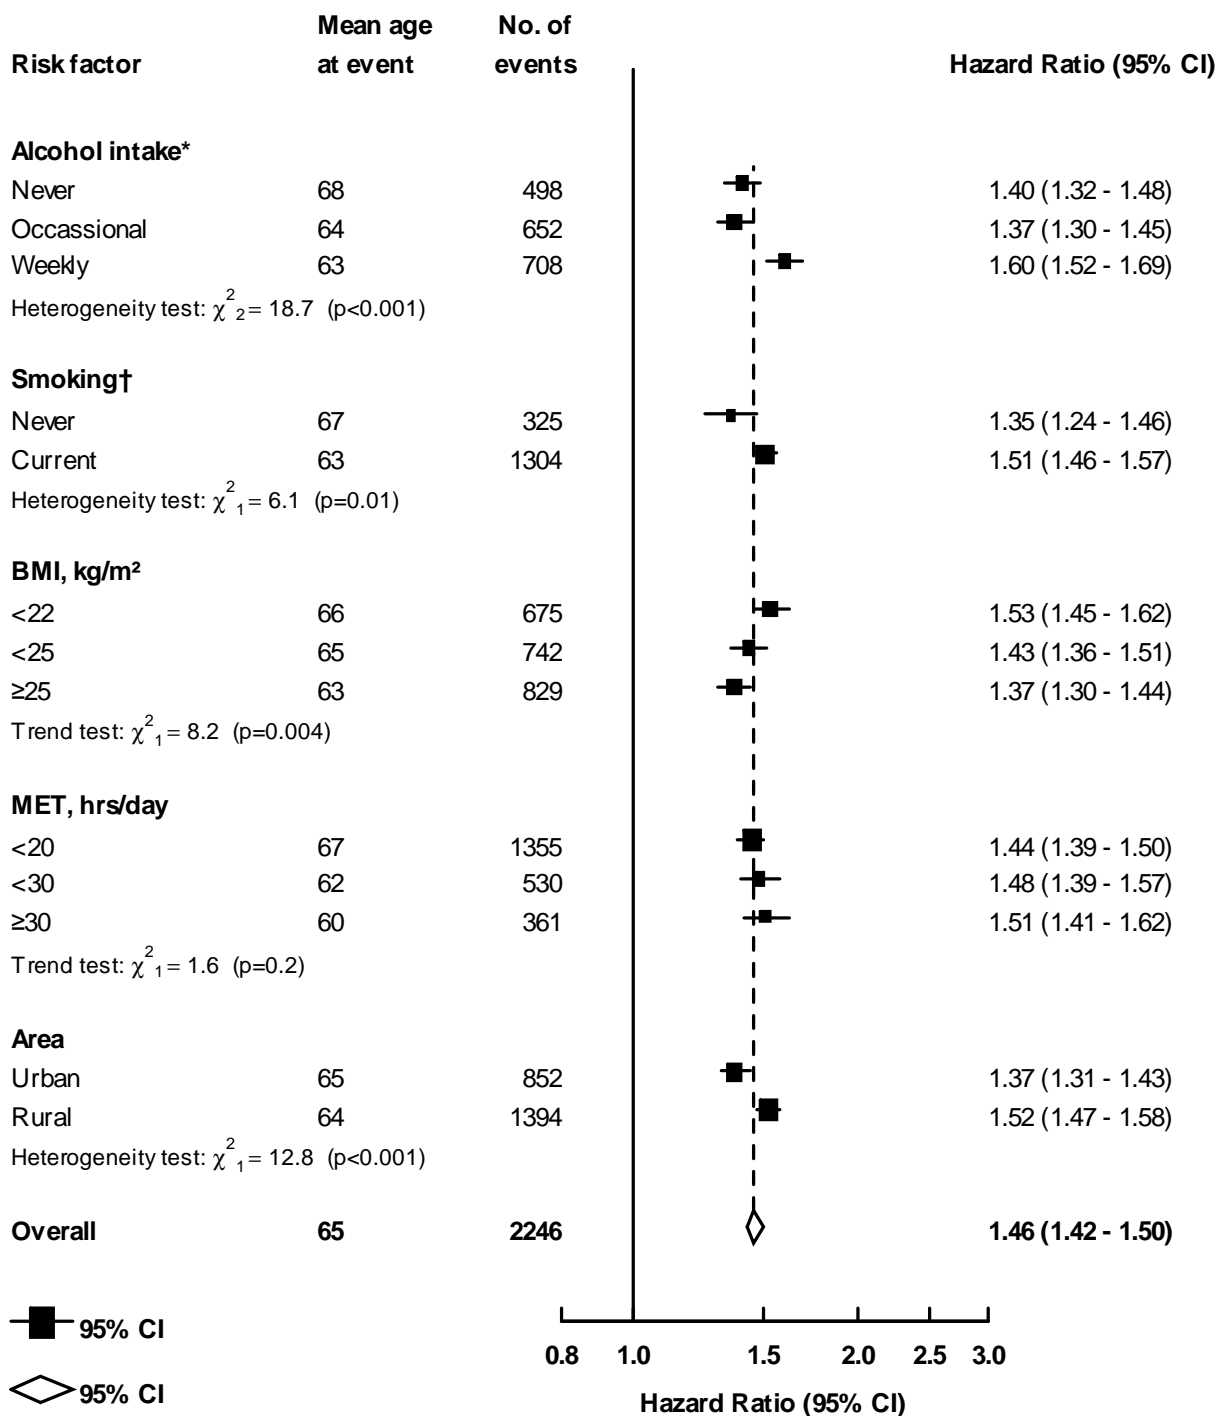 Mean age No. of
Risk factor at event events Hazard Ratio (95% CI)
Alcohol intake*
Never 68 498 1.40 (1.32 - 1.48)
Occassional 64 652 1.37 (1.30 - 1.45)
Weekly 63 708 1.60 (1.52 - 1.69)
Heterogeneity test: χ²₂ = 18.7 (p<0.001)
Smoking†
Never 67 325 1.35 (1.24 - 1.46)
Current 63 1304 1.51 (1.46 - 1.57)
Heterogeneity test: χ²₁ = 6.1 (p=0.01)
BMI, kg/m²
<22 66 675 1.53 (1.45 - 1.62)
<25 65 742 1.43 (1.36 - 1.51)
≥25 63 829 1.37 (1.30 - 1.44)
Trend test: χ²₁ = 8.2 (p=0.004)
MET, hrs/day
<20 67 1355 1.44 (1.39 - 1.50)
<30 62 530 1.48 (1.39 - 1.57)
≥30 60 361 1.51 (1.41 - 1.62)
Trend test: χ²₁ = 1.6 (p=0.2)
Area
Urban 65 852 1.37 (1.31 - 1.43)
Rural 64 1394 1.52 (1.47 - 1.58)
Heterogeneity test: χ²₁ = 12.8 (p<0.001)
Overall 65 2246 1.46 (1.42 - 1.50)
95% CI
0.8 1.0 1.5 2.0 2.5 3.0
95% CI
Hazard Ratio (95% CI)